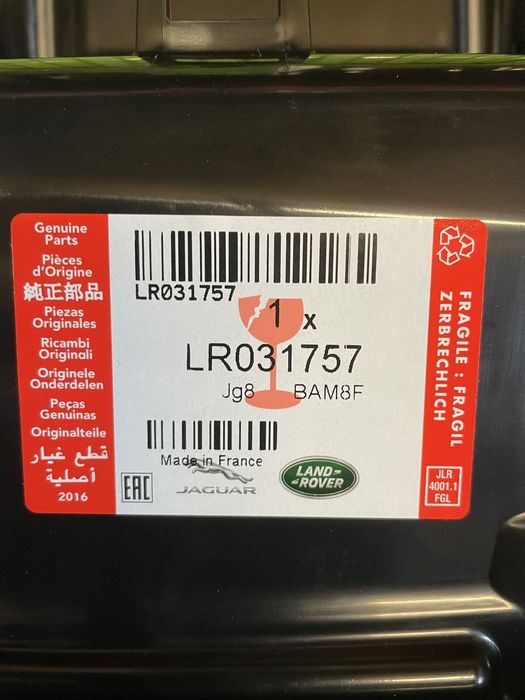 Genuine
Parts
Pièces
d'Origine
純正部品
Piezas
Originales
Ricambi
Originali
Originele
Onderdelen
Peças
Genuinas
Originalteile
قطع غيار
أصلية
2016
LR031757
1 x
LR031757
Jg8 BAM8F
Made in France
EAC
JAGUAR
LAND-
-ROVER
FRAGILE : FRAGIL
ZERBRECHLICH
JLR
4001.1
FGL